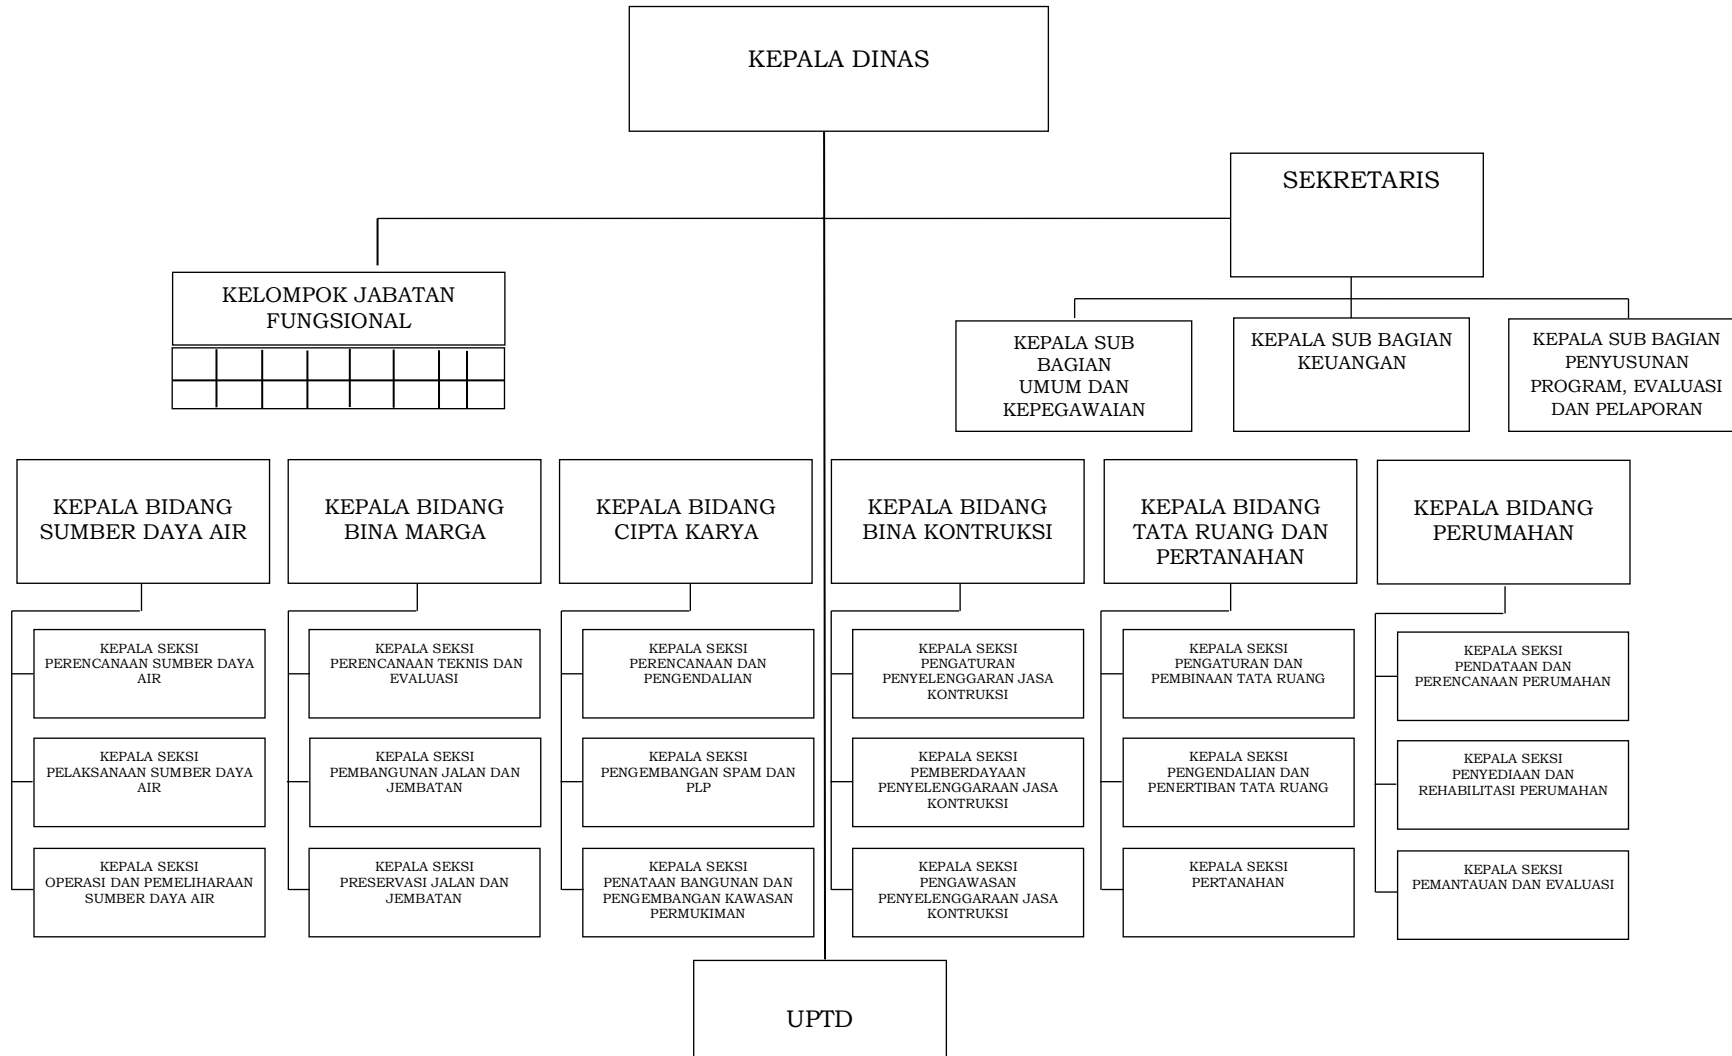 KEPALA DINAS
SEKRETARIS
KELOMPOK JABATAN
FUNGSIONAL
KEPALA SUB
BAGIAN
UMUM DAN
KEPEGAWAIAN
KEPALA SUB BAGIAN
KEUANGAN
KEPALA SUB BAGIAN
PENYUSUNAN
PROGRAM, EVALUASI
DAN PELAPORAN
KEPALA BIDANG
SUMBER DAYA AIR
KEPALA BIDANG
BINA MARGA
KEPALA BIDANG
CIPTA KARYA
KEPALA BIDANG
BINA KONTRUKSI
KEPALA BIDANG
TATA RUANG DAN
PERTANAHAN
KEPALA BIDANG
PERUMAHAN
KEPALA SEKSI
PERENCANAAN SUMBER DAYA
AIR
KEPALA SEKSI
PERENCANAAN TEKNIS DAN
EVALUASI
KEPALA SEKSI
PERENCANAAN DAN
PENGENDALIAN
KEPALA SEKSI
PENGATURAN
PENYELENGGARAN JASA
KONTRUKSI
KEPALA SEKSI
PENGATURAN DAN
PEMBINAAN TATA RUANG
KEPALA SEKSI
PENDATAAN DAN
PERENCANAAN PERUMAHAN
KEPALA SEKSI
PELAKSANAAN SUMBER DAYA
AIR
KEPALA SEKSI
PEMBANGUNAN JALAN DAN
JEMBATAN
KEPALA SEKSI
PENGEMBANGAN SPAM DAN
PLP
KEPALA SEKSI
PEMBERDAYAAN
PENYELENGGARAAN JASA
KONTRUKSI
KEPALA SEKSI
PENGENDALIAN DAN
PENERTIBAN TATA RUANG
KEPALA SEKSI
PENYEDIAAN DAN
REHABILITASI PERUMAHAN
KEPALA SEKSI
OPERASI DAN PEMELIHARAAN
SUMBER DAYA AIR
KEPALA SEKSI
PRESERVASI JALAN DAN
JEMBATAN
KEPALA SEKSI
PENATAAN BANGUNAN DAN
PENGEMBANGAN KAWASAN
PERMUKIMAN
KEPALA SEKSI
PENGAWASAN
PENYELENGGARAAN JASA
KONTRUKSI
KEPALA SEKSI
PERTANAHAN
KEPALA SEKSI
PEMANTAUAN DAN EVALUASI
UPTD